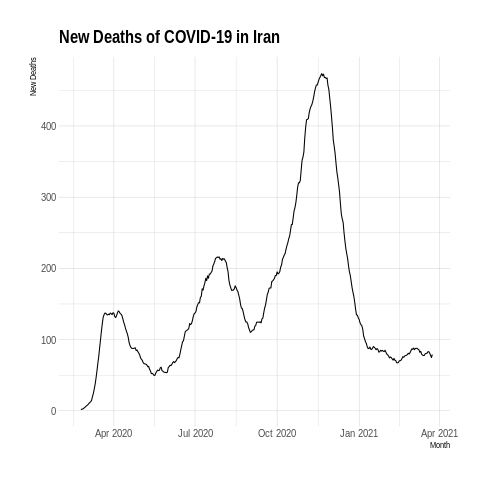 New Deaths of COVID-19 in Iran
New Deaths
400
300
200
100
0
Apr 2020 Jul 2020 Oct 2020 Jan 2021 Apr 2021
Month